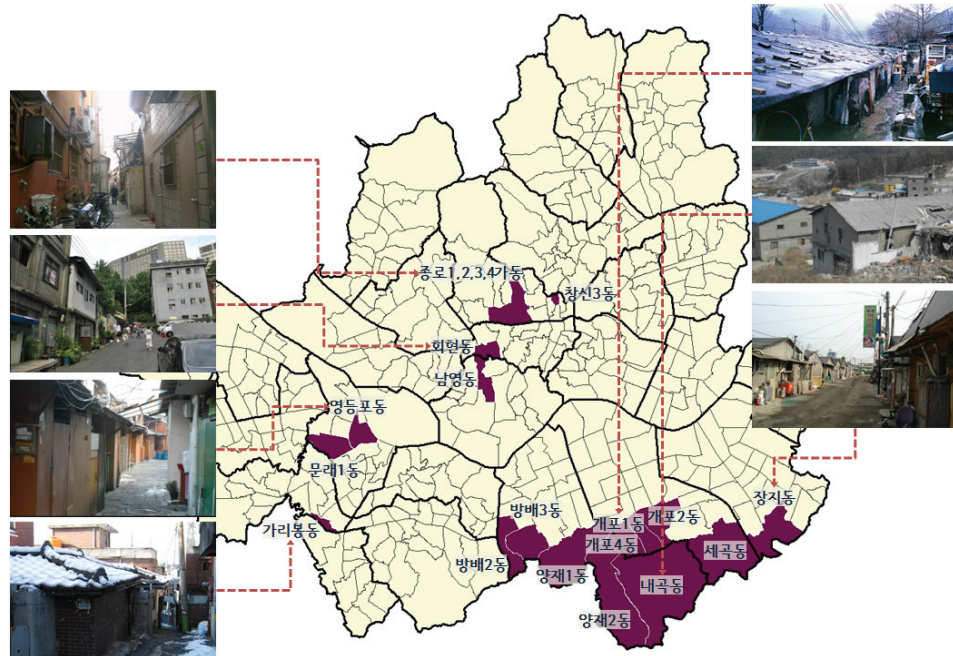 종로1,2,3,4가동
창신3동
회현동
남영동
영등포동
문래1동
가리봉동
방배3동
방배2동
양재1동
개포1동
개포2동
개포4동
양재2동
내곡동
세곡동
장지동